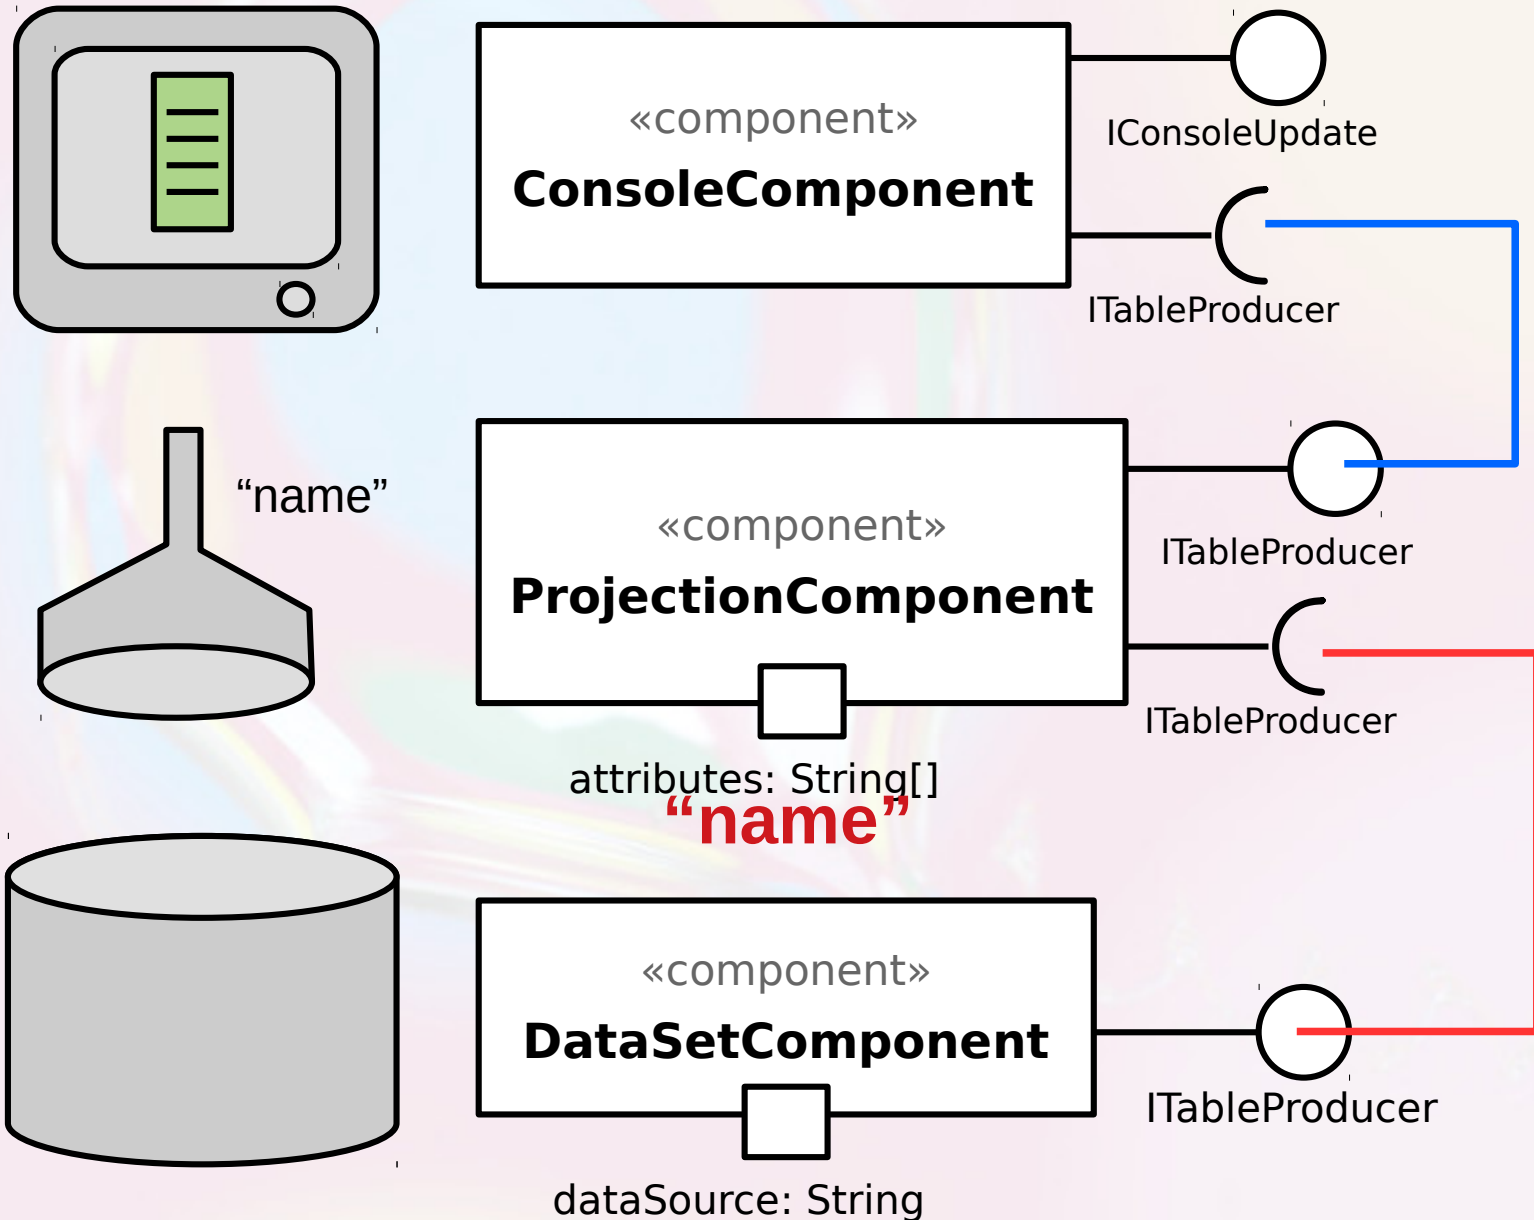 «component»
ConsoleComponent
IConsoleUpdate
ITableProducer
“name”
«component»
ProjectionComponent
ITableProducer
ITableProducer
attributes: String[]
“name”
«component»
DataSetComponent
ITableProducer
dataSource: String